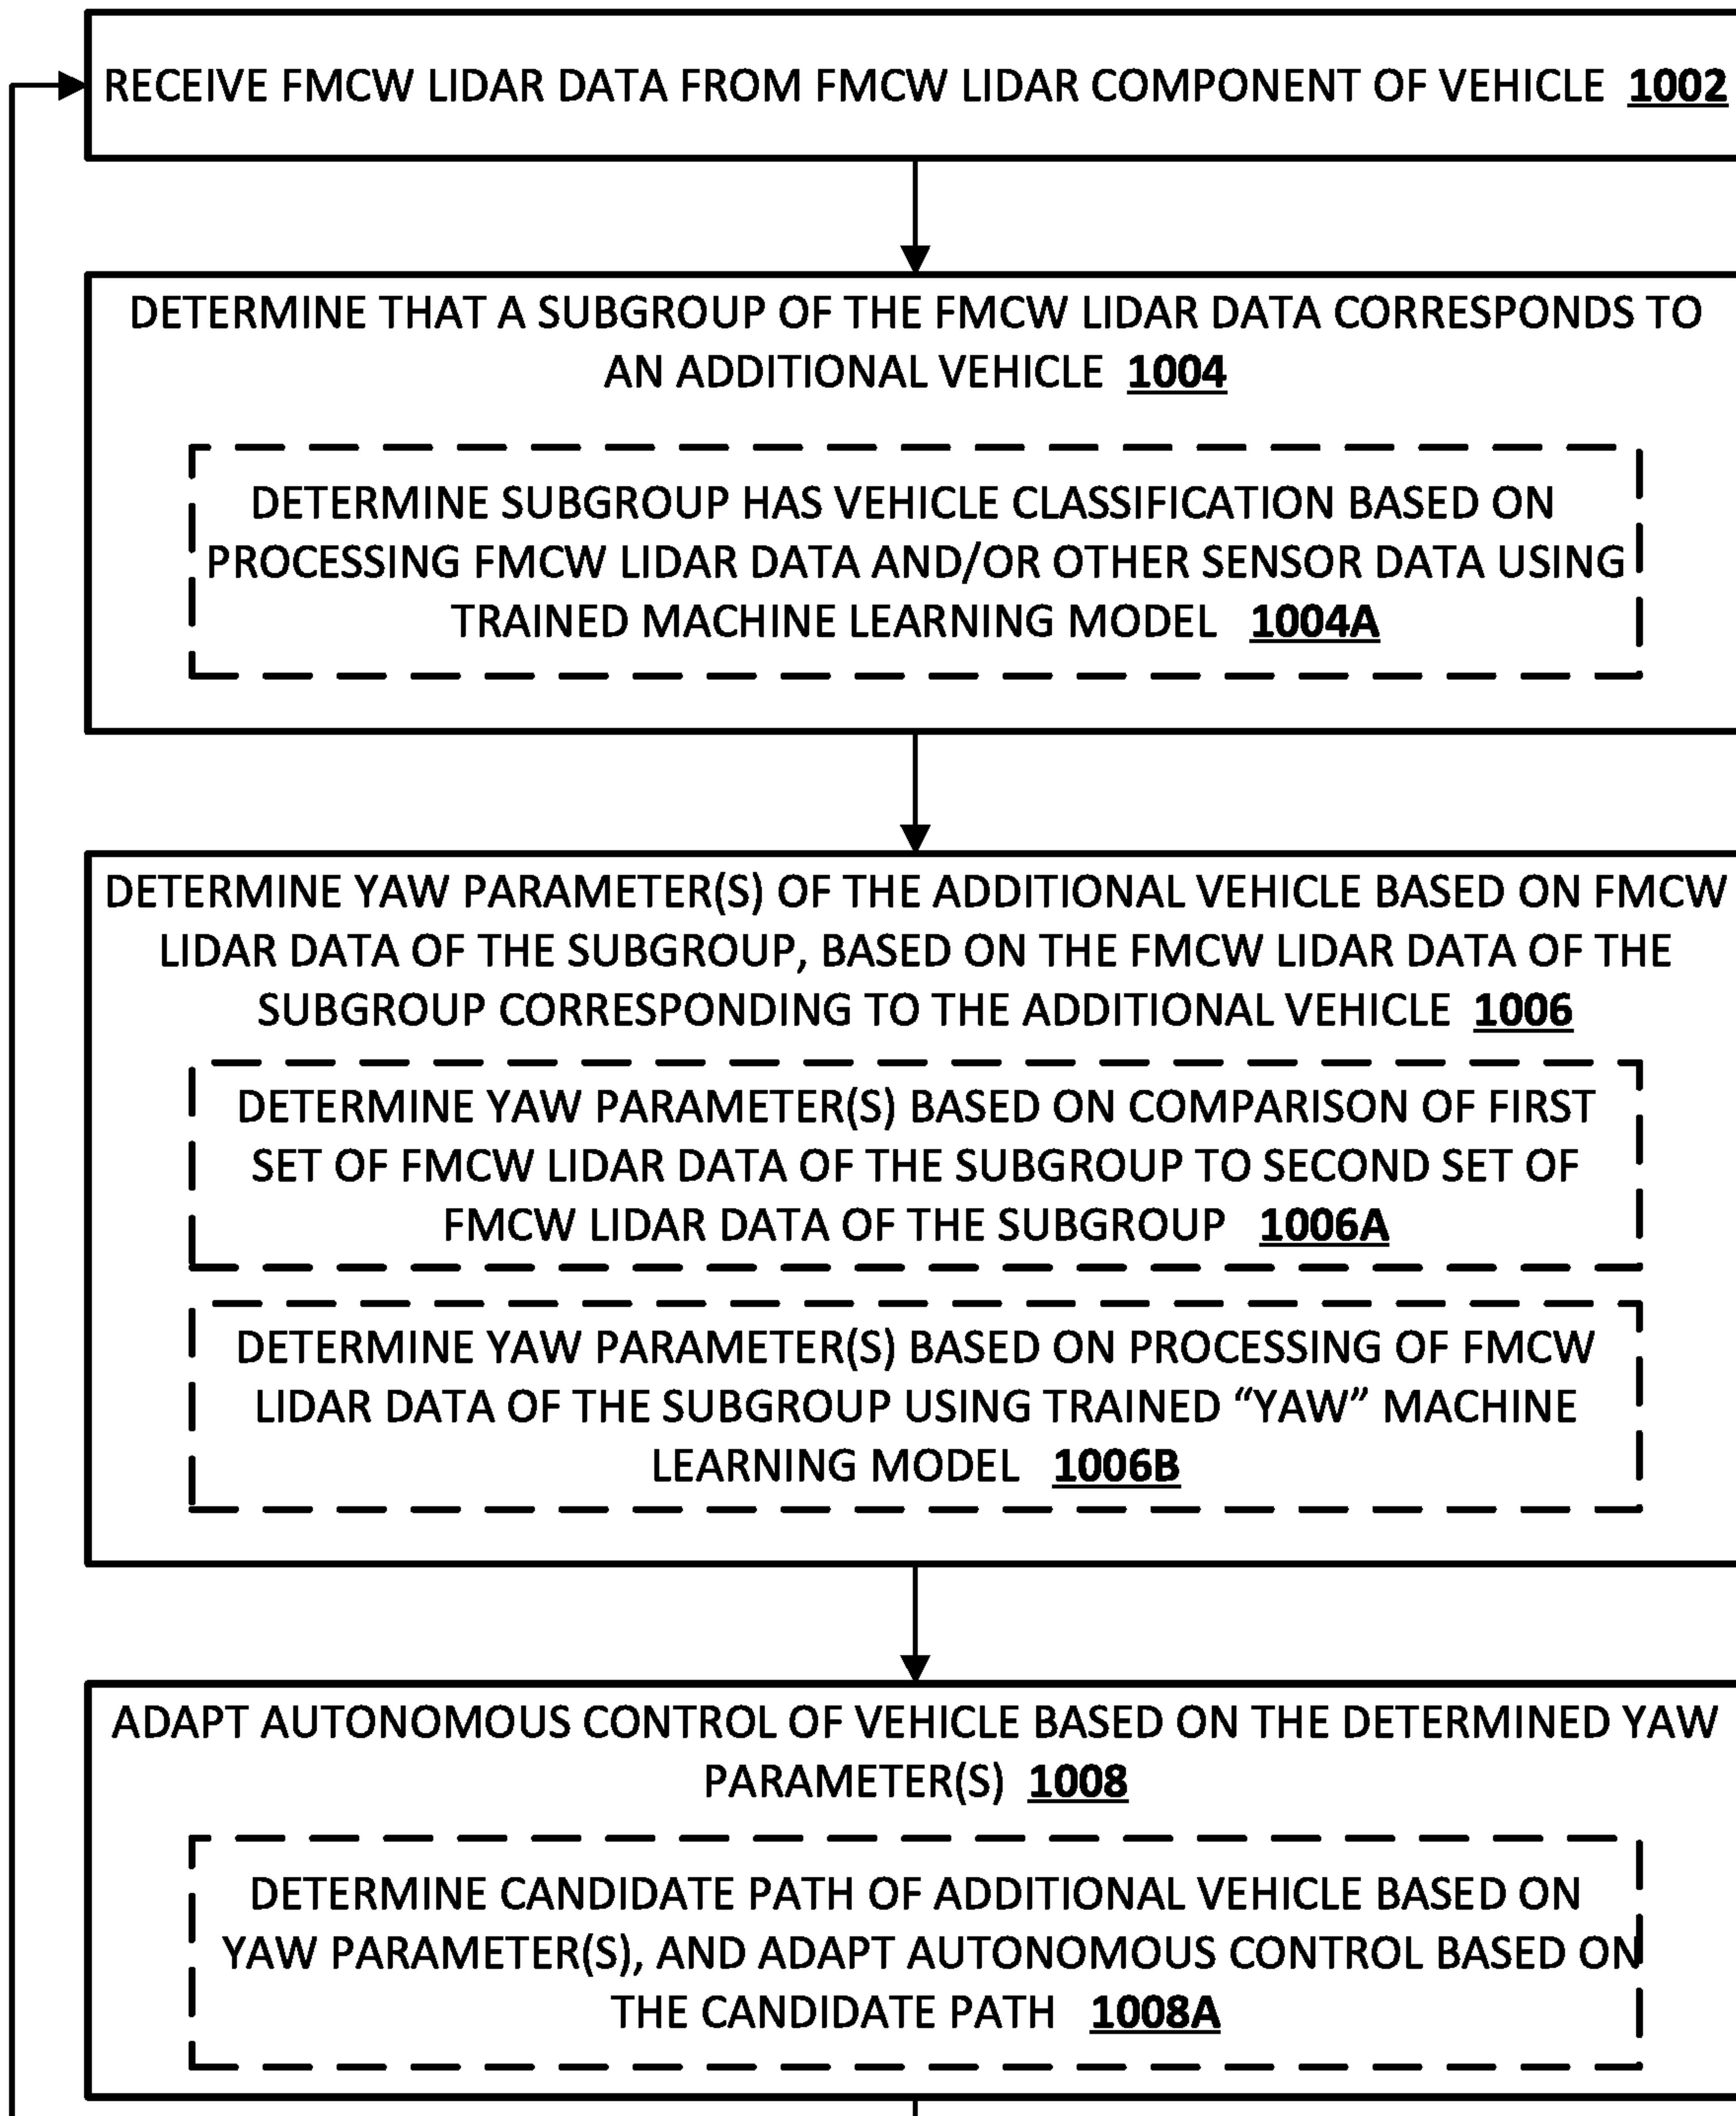 RECEIVE FMCW LIDAR DATA FROM FMCW LIDAR COMPONENT OF VEHICLE 1002
DETERMINE THAT A SUBGROUP OF THE FMCW LIDAR DATA CORRESPONDS TO
AN ADDITIONAL VEHICLE 1004
DETERMINE SUBGROUP HAS VEHICLE CLASSIFICATION BASED ON
PROCESSING FMCW LIDAR DATA AND/OR OTHER SENSOR DATA USING
TRAINED MACHINE LEARNING MODEL 1004A
DETERMINE YAW PARAMETER(S) OF THE ADDITIONAL VEHICLE BASED ON FMCW
LIDAR DATA OF THE SUBGROUP, BASED ON THE FMCW LIDAR DATA OF THE
SUBGROUP CORRESPONDING TO THE ADDITIONAL VEHICLE 1006
DETERMINE YAW PARAMETER(S) BASED ON COMPARISON OF FIRST
SET OF FMCW LIDAR DATA OF THE SUBGROUP TO SECOND SET OF
FMCW LIDAR DATA OF THE SUBGROUP 1006A
DETERMINE YAW PARAMETER(S) BASED ON PROCESSING OF FMCW
LIDAR DATA OF THE SUBGROUP USING TRAINED “YAW” MACHINE
LEARNING MODEL 1006B
ADAPT AUTONOMOUS CONTROL OF VEHICLE BASED ON THE DETERMINED YAW
PARAMETER(S) 1008
DETERMINE CANDIDATE PATH OF ADDITIONAL VEHICLE BASED ON
YAW PARAMETER(S), AND ADAPT AUTONOMOUS CONTROL BASED ON
THE CANDIDATE PATH 1008A